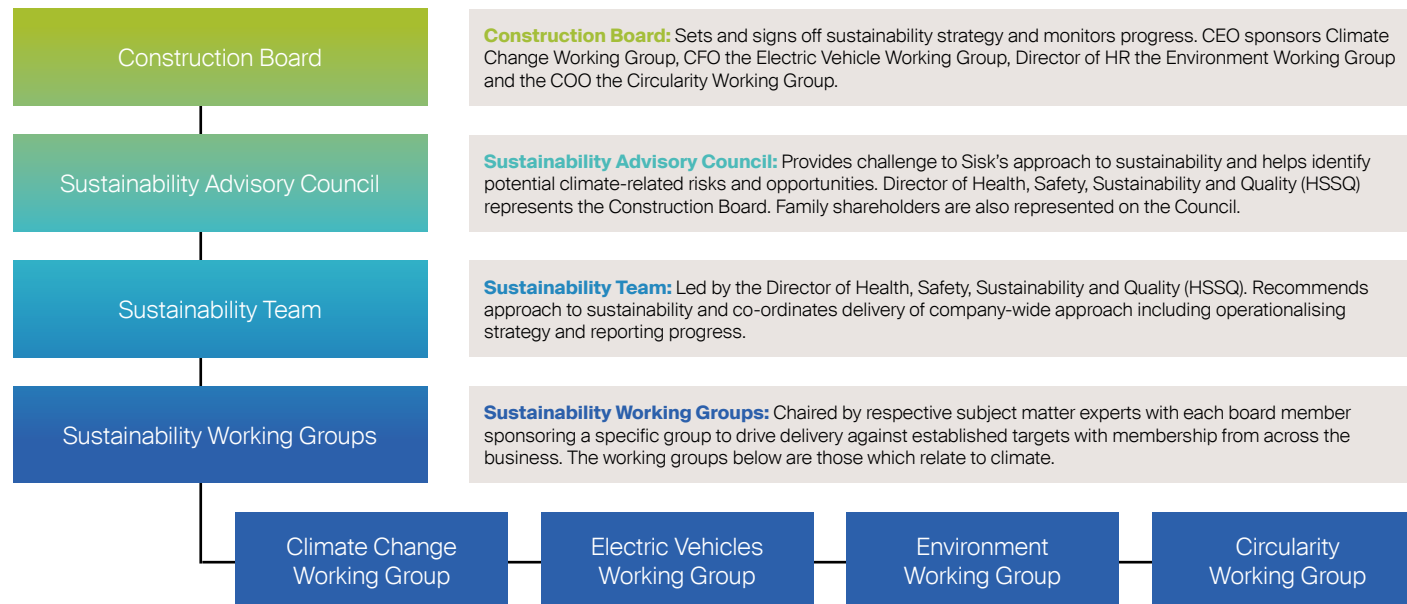 Construction Board
Construction Board: Sets and signs off sustainability strategy and monitors progress. CEO sponsors Climate
Change Working Group, CFO the Electric Vehicle Working Group, Director of HR the Environment Working Group
and the COO the Circularity Working Group.
Sustainability Advisory Council
Sustainability Advisory Council: Provides challenge to Sisk's approach to sustainability and helps identify
potential climate-related risks and opportunities. Director of Health, Safety, Sustainability and Quality (HSSQ)
represents the Construction Board. Family shareholders are also represented on the Council.
Sustainability Team
Sustainability Team: Led by the Director of Health, Safety, Sustainability and Quality (HSSQ). Recommends
approach to sustainability and co-ordinates delivery of company-wide approach including operationalising
strategy and reporting progress.
Sustainability Working Groups
Sustainability Working Groups: Chaired by respective subject matter experts with each board member
sponsoring a specific group to drive delivery against established targets with membership from across the
business. The working groups below are those which relate to climate.
Climate Change
Working Group
Electric Vehicles
Working Group
Environment
Working Group
Circularity
Working Group